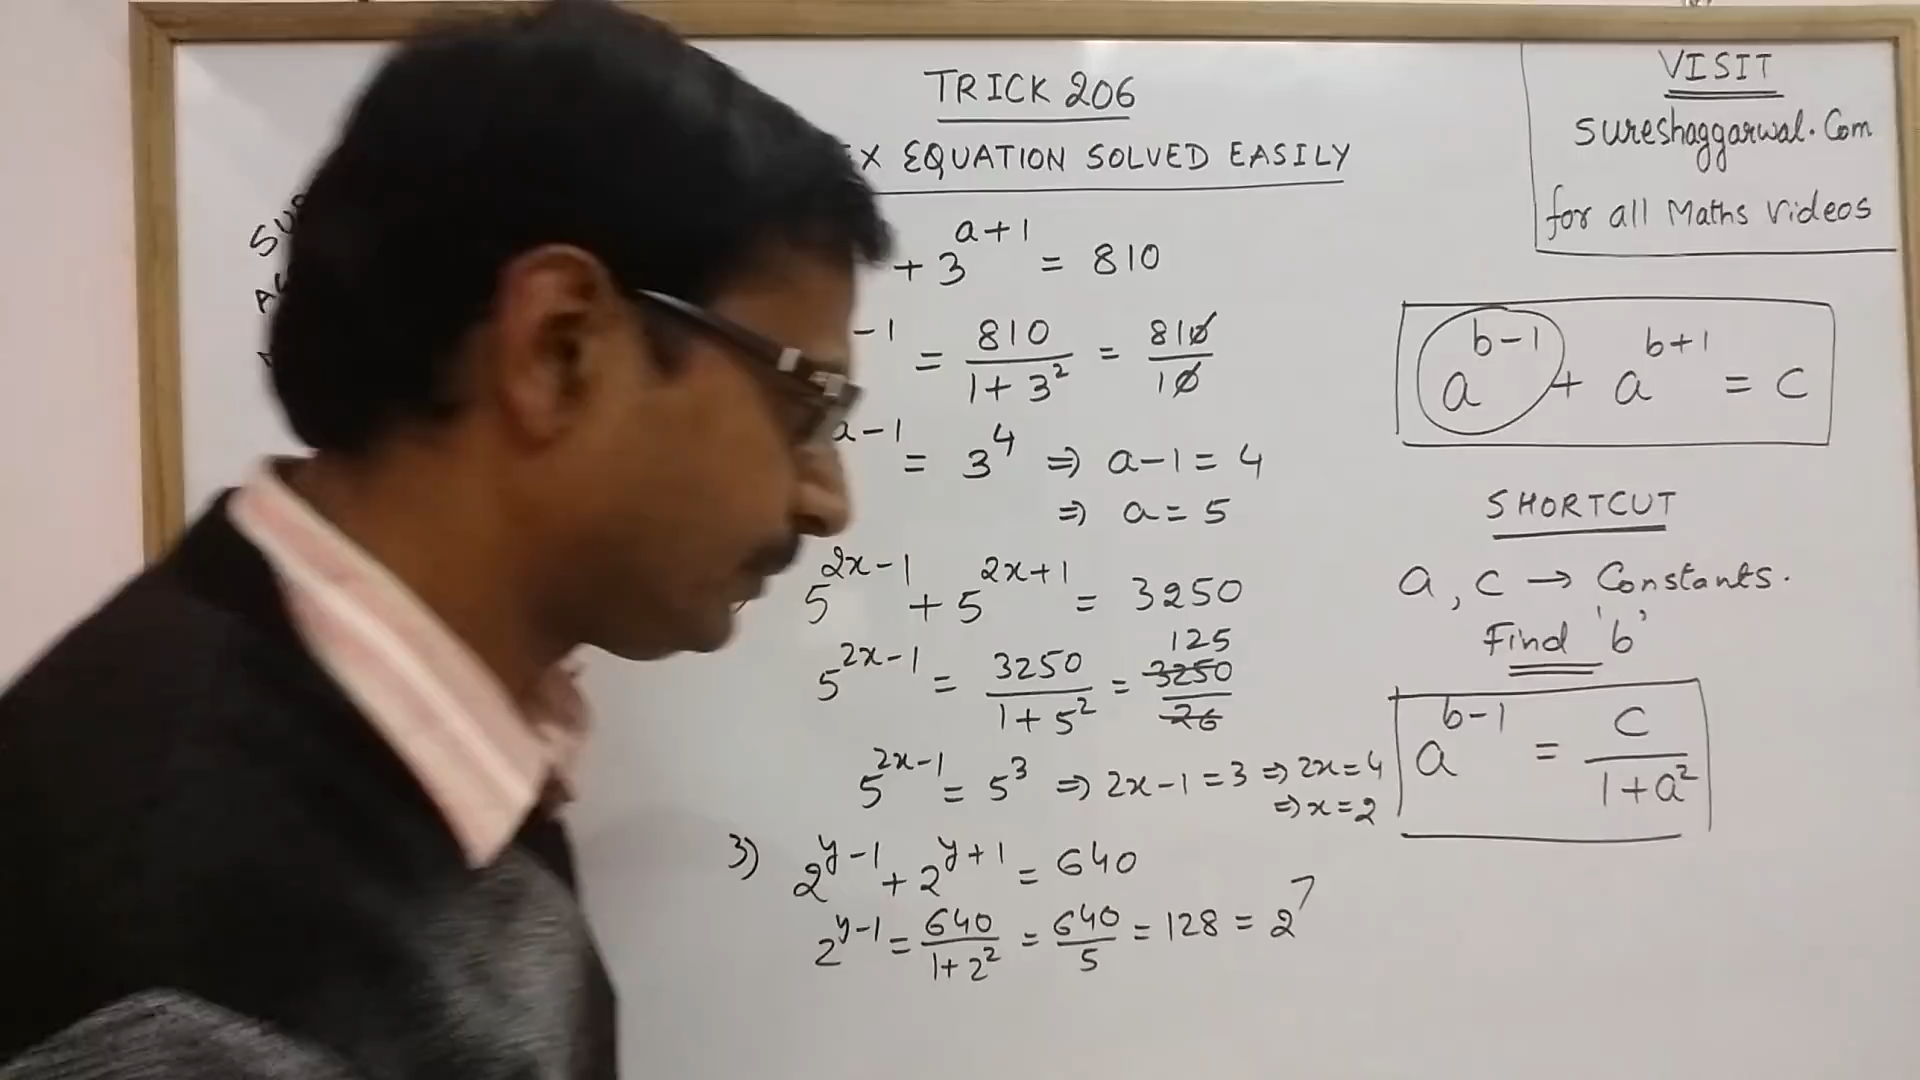 TRICK 206
EQUATION SOLVED EASILY
+ 3^{a+1} = 810
-1 = 810/(1+3^2) = 810/10
a-1 = 3^4 ⇒ a-1 = 4
⇒ a = 5
5^{2x-1} + 5^{2x+1} = 3250
5^{2x-1} = 3250/(1+5^2) = 3250/26 125
5^{2x-1} = 5^3 ⇒ 2x-1 = 3 ⇒ 2x = 4
⇒ x = 2
3) 2^{y-1} + 2^{y+1} = 640
2^{y-1} = 640/(1+2^2) = 640/5 = 128 = 2^7
VISIT
sureshaggarwal.Com
for all Maths videos
a^{b-1} + a^{b+1} = c
SHORTCUT
a, c → Constants.
Find 'b'
a^{b-1} = c/(1+a^2)